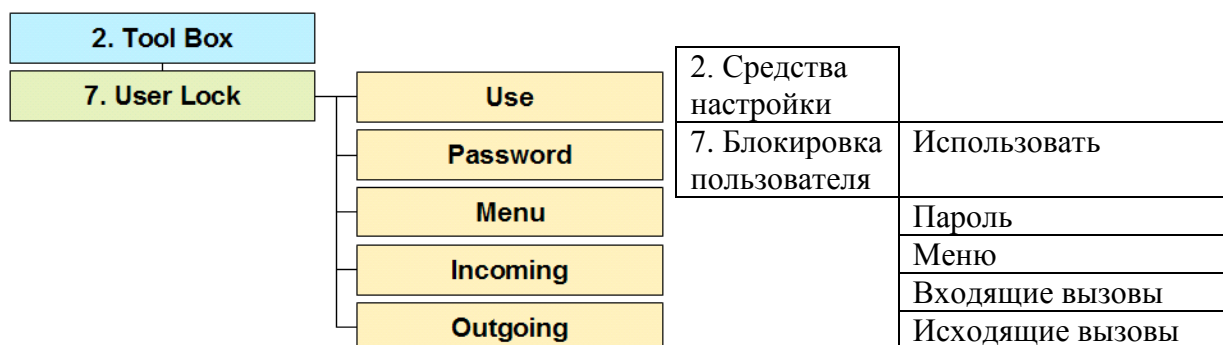 2. Tool Box
7. User Lock
Use
Password
Menu
Incoming
Outgoing
2. Средства
настройки
7. Блокировка
пользователя
Использовать
Пароль
Меню
Входящие вызовы
Исходящие вызовы